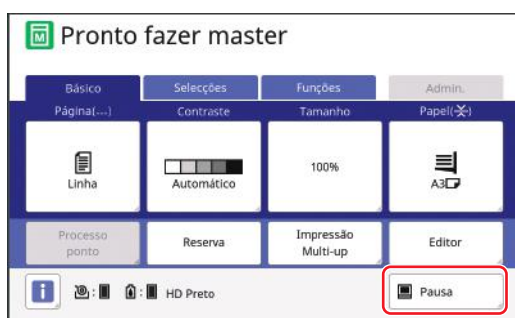 Pronto fazer master
Básico Selecções Funções Admin.
Página(---) Contraste Tamanho Papel( )
Linha Automático 100% A3
Processo ponto Reserva Impressão Multi-up Editor
i : : HD Preto Pausa